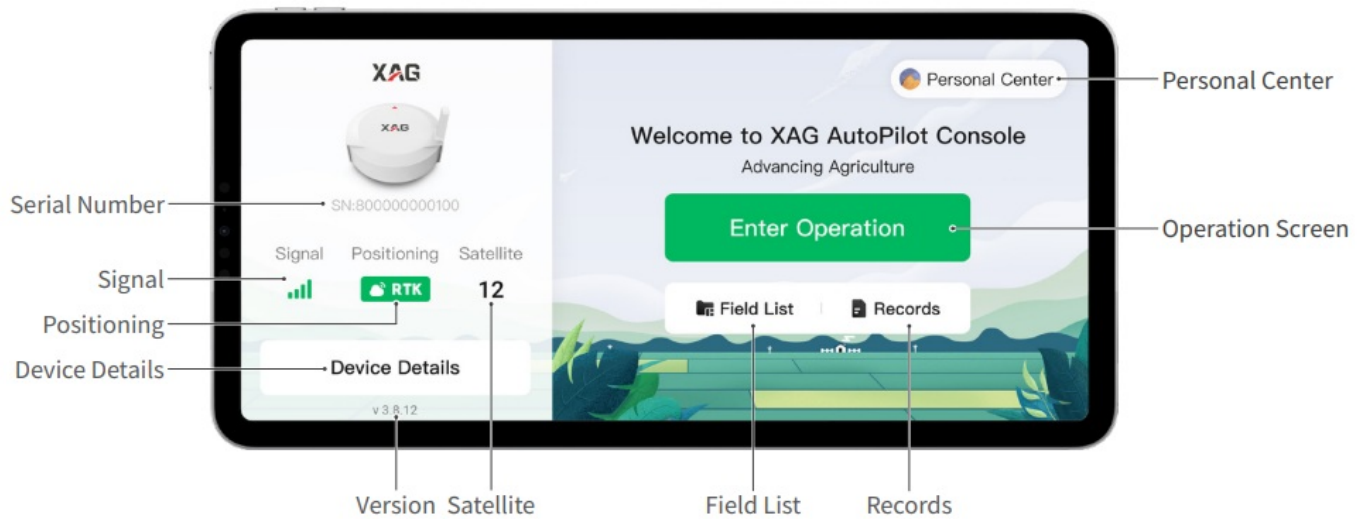 XAG
XAG
Personal Center
Personal Center
Welcome to XAG AutoPilot Console
Advancing Agriculture
Serial Number
SN:800000000100
Enter Operation
Operation Screen
Signal
Positioning
Satellite
Signal
RTK
12
Field List
Records
Positioning
Device Details
Device Details
v 3.8.12
Version
Satellite
Field List
Records